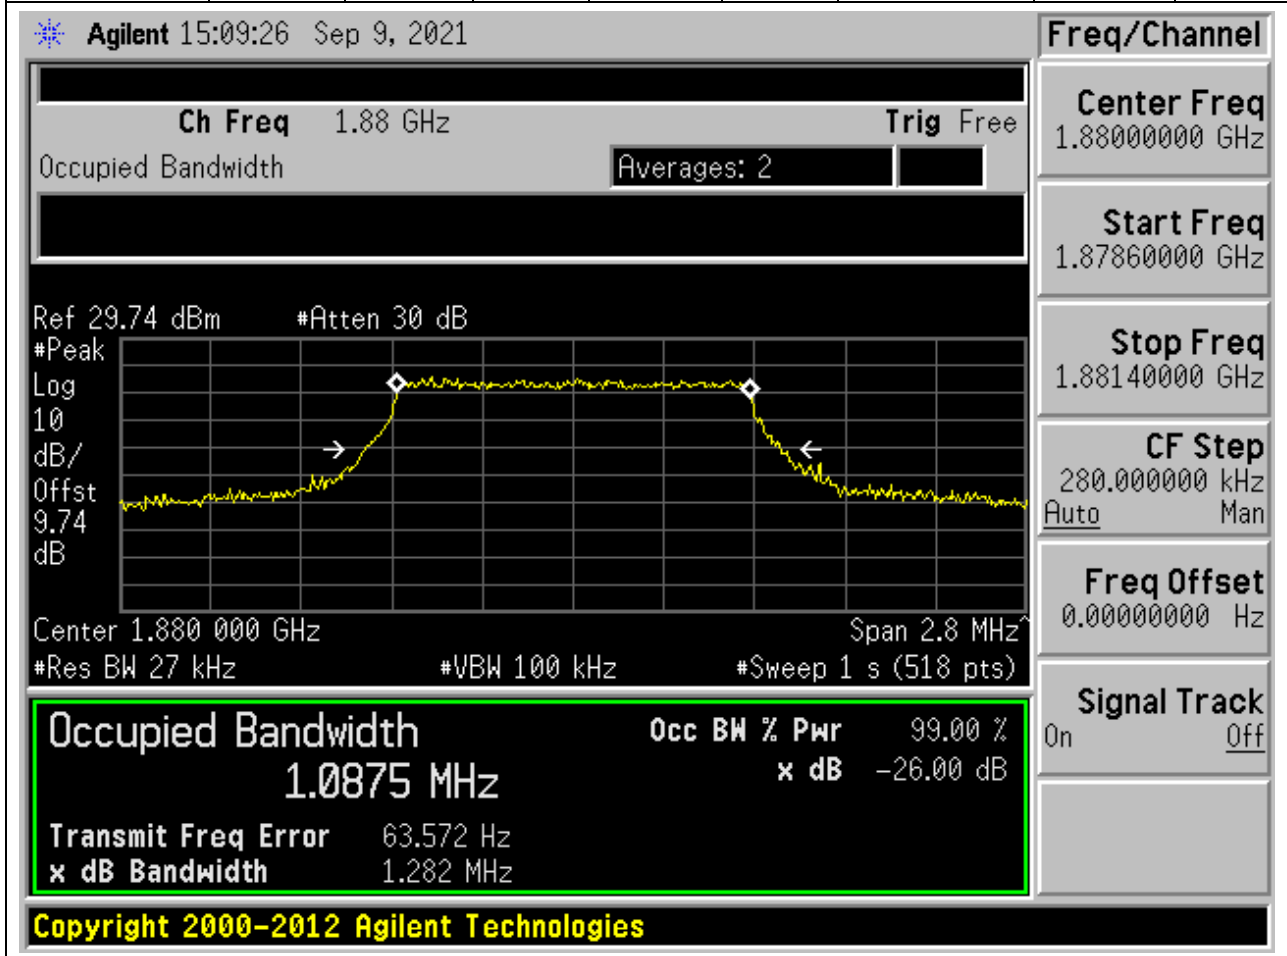 Agilent 15:09:26 Sep 9, 2021
Freq/Channel
Ch Freq 1.88 GHz Trig Free
Occupied Bandwidth Averages: 2
Center Freq
1.88000000 GHz
Start Freq
1.87860000 GHz
Stop Freq
1.88140000 GHz
CF Step
280.000000 kHz
Auto Man
Freq Offset
0.00000000 Hz
Signal Track
On Off
Ref 29.74 dBm #Atten 30 dB
#Peak
Log
10
dB/
Offst
9.74
dB
Center 1.880 000 GHz Span 2.8 MHz^
#Res BW 27 kHz #VBW 100 kHz #Sweep 1 s (518 pts)
Occupied Bandwidth Occ BW % Pwr 99.00 %
1.0875 MHz x dB -26.00 dB
Transmit Freq Error 63.572 Hz
x dB Bandwidth 1.282 MHz
Copyright 2000-2012 Agilent Technologies